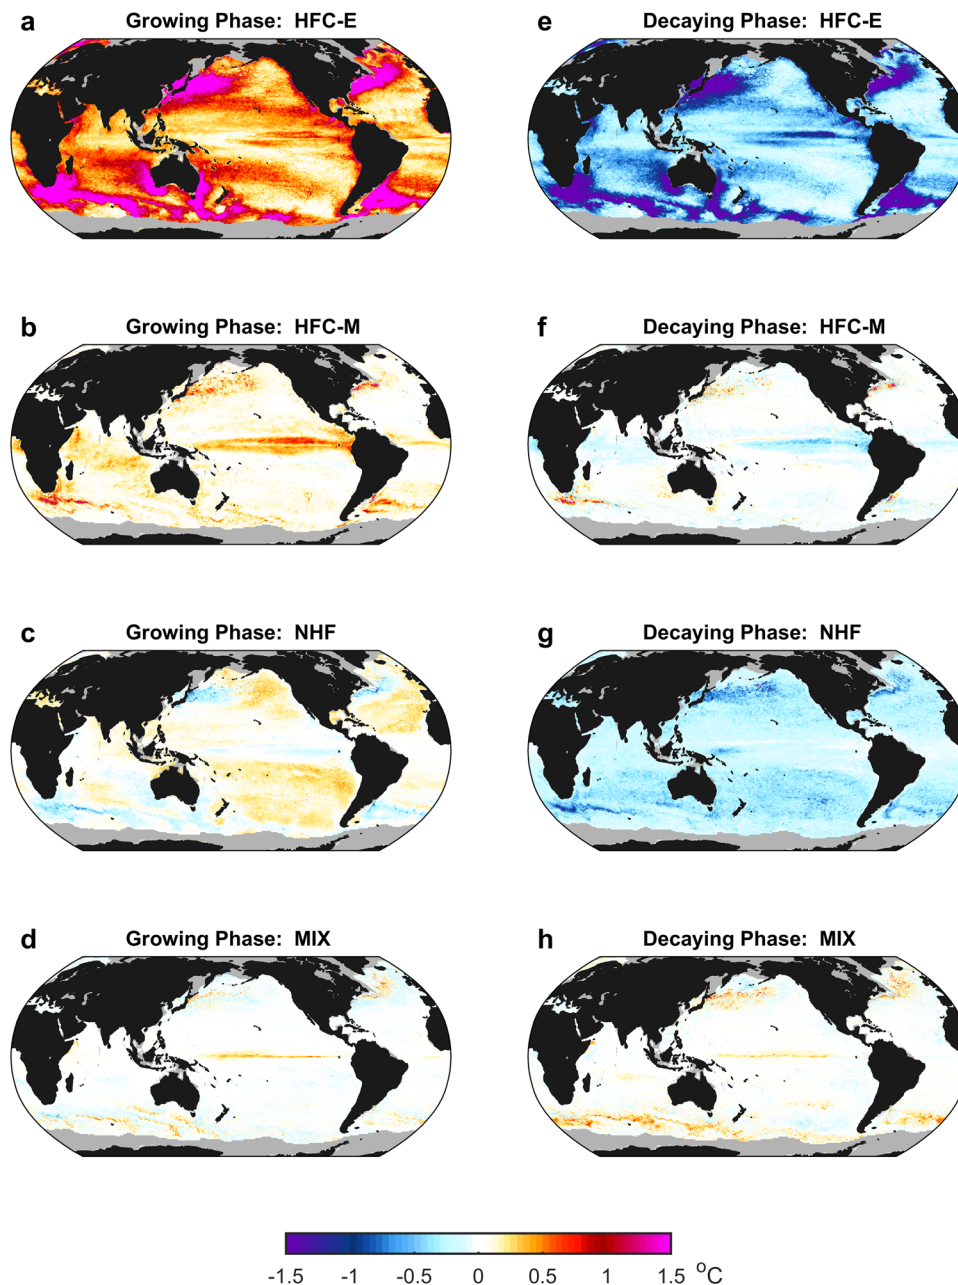 a Growing Phase: HFC-E
e Decaying Phase: HFC-E
b Growing Phase: HFC-M
f Decaying Phase: HFC-M
c Growing Phase: NHF
g Decaying Phase: NHF
d Growing Phase: MIX
h Decaying Phase: MIX
-1.5 -1 -0.5 0 0.5 1 1.5 °C